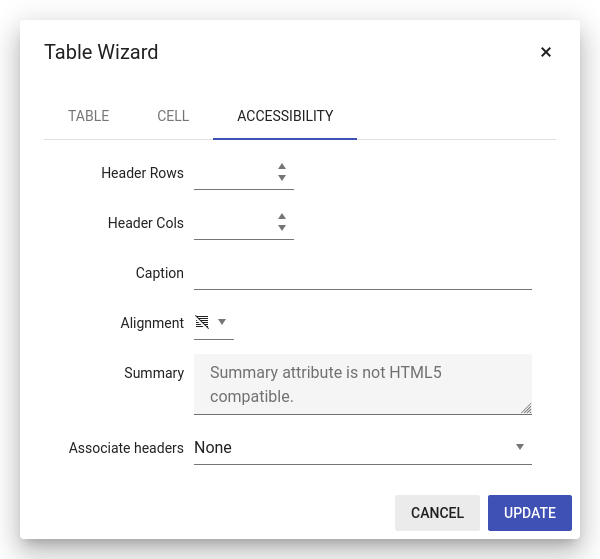 Table Wizard
TABLE CELL ACCESSIBILITY
Header Rows
Header Cols
Caption
Alignment
Summary Summary attribute is not HTML5
compatible.
Associate headers None
CANCEL UPDATE